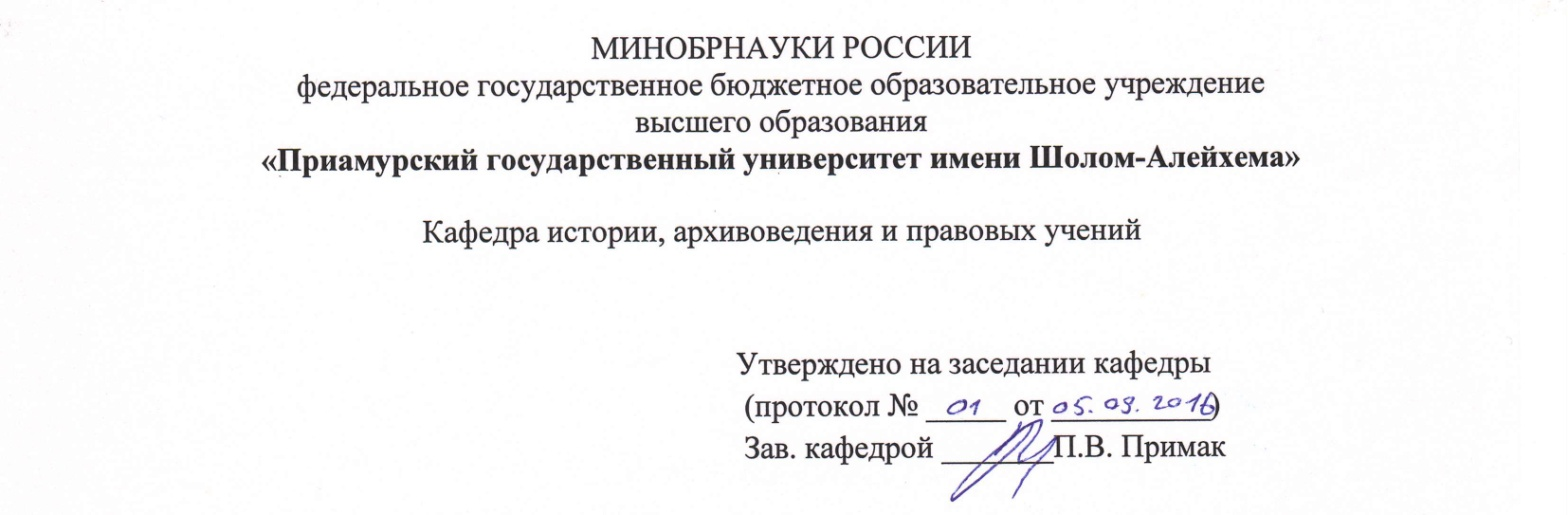 МИНОБРНАУКИ РОССИИ
федеральное государственное бюджетное образовательное учреждение
высшего образования
«Приамурский государственный университет имени Шолом-Алейхема»
Кафедра истории, архивоведения и правовых учений
Утверждено на заседании кафедры
(протокол № 01 от 05.09.2016)
Зав. кафедрой ________П.В. Примак